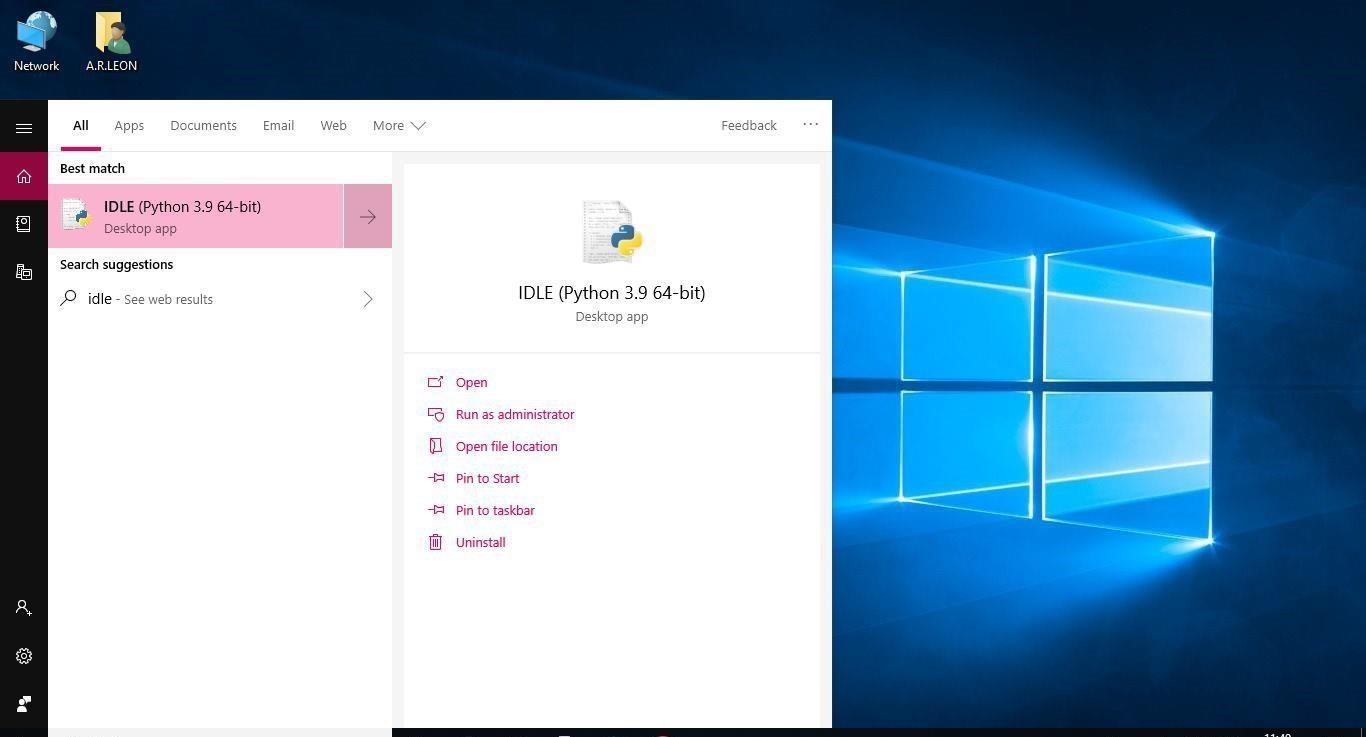 Network
A.R.LEON
All Apps Documents Email Web More Feedback ...
Best match
IDLE (Python 3.9 64-bit)
Desktop app
Search suggestions
idle - See web results
IDLE (Python 3.9 64-bit)
Desktop app
Open
Run as administrator
Open file location
Pin to Start
Pin to taskbar
Uninstall